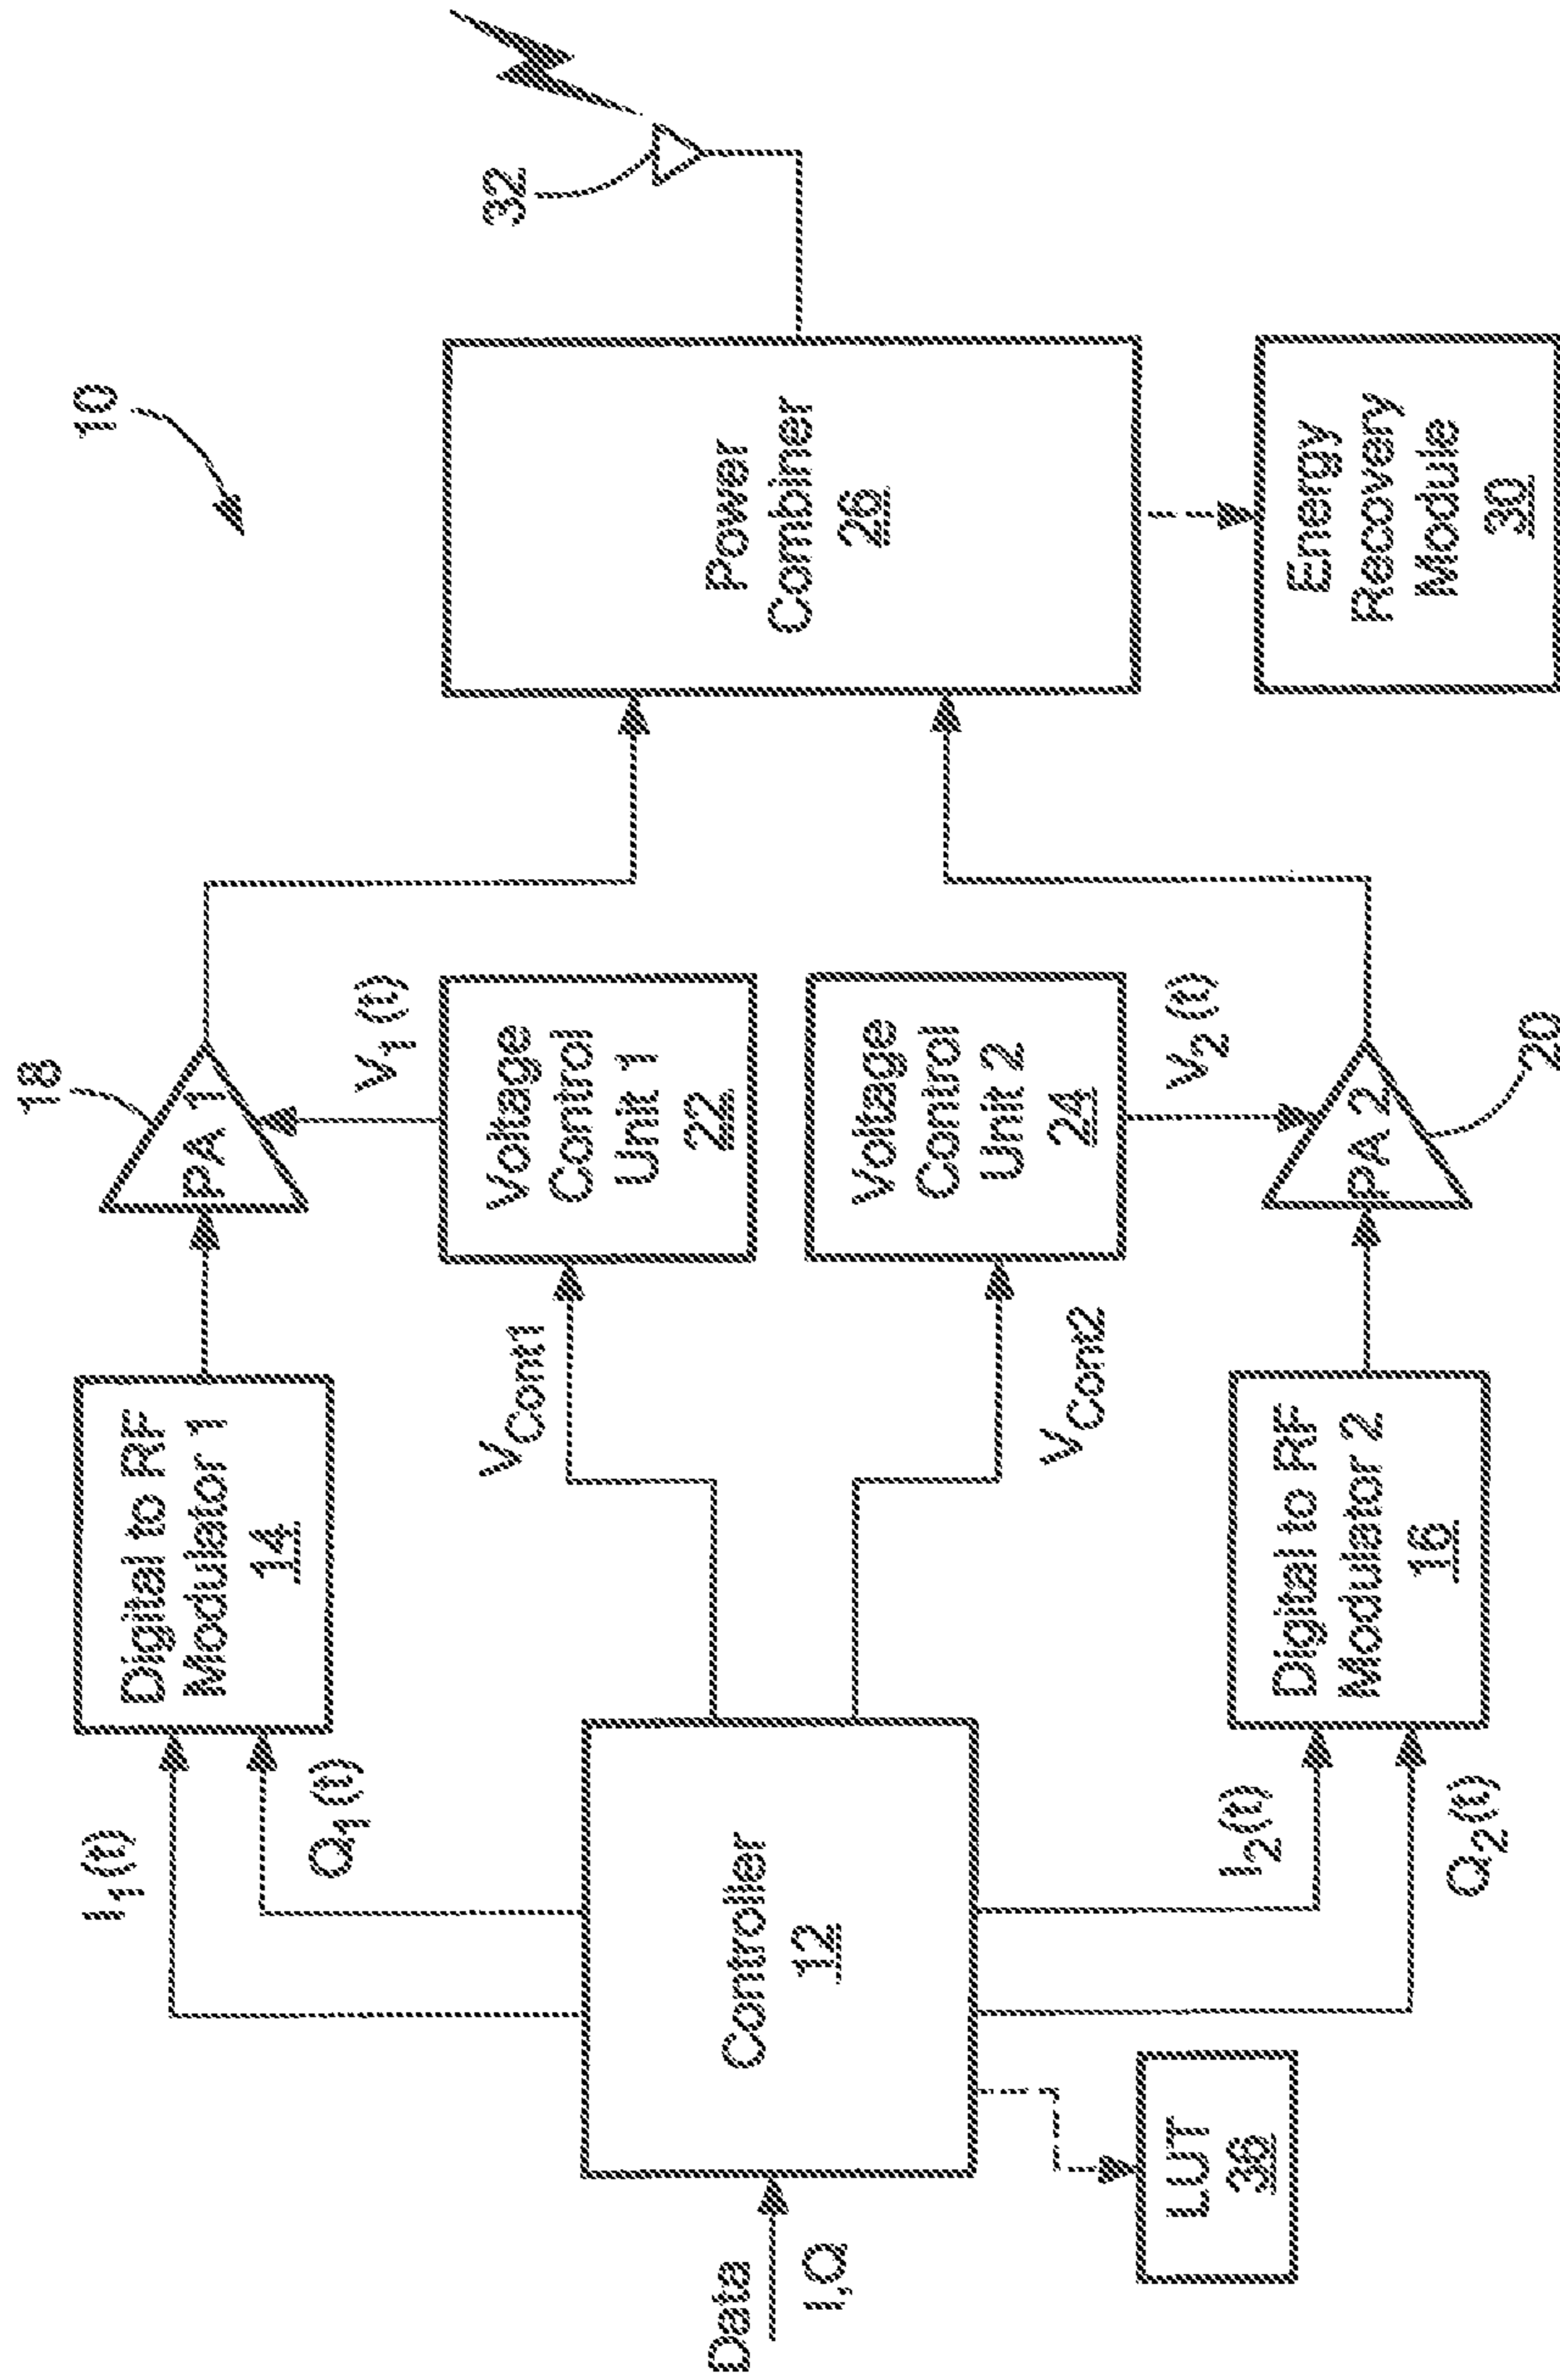 10
18
32
I₁(t)
Q₁(t)
Digital to RF
Modulator 1
14
PA 1
V₁(t)
VCont1
Voltage
Control
Unit 1
22
Data
I,Q
Controller
12
Power
Combiner
26
Voltage
Control
Unit 2
24
VCont2
V₂(t)
LUT
36
I₂(t)
Q₂(t)
Digital to RF
Modulator 2
16
PA 2
20
Energy
Recovery
Module
30